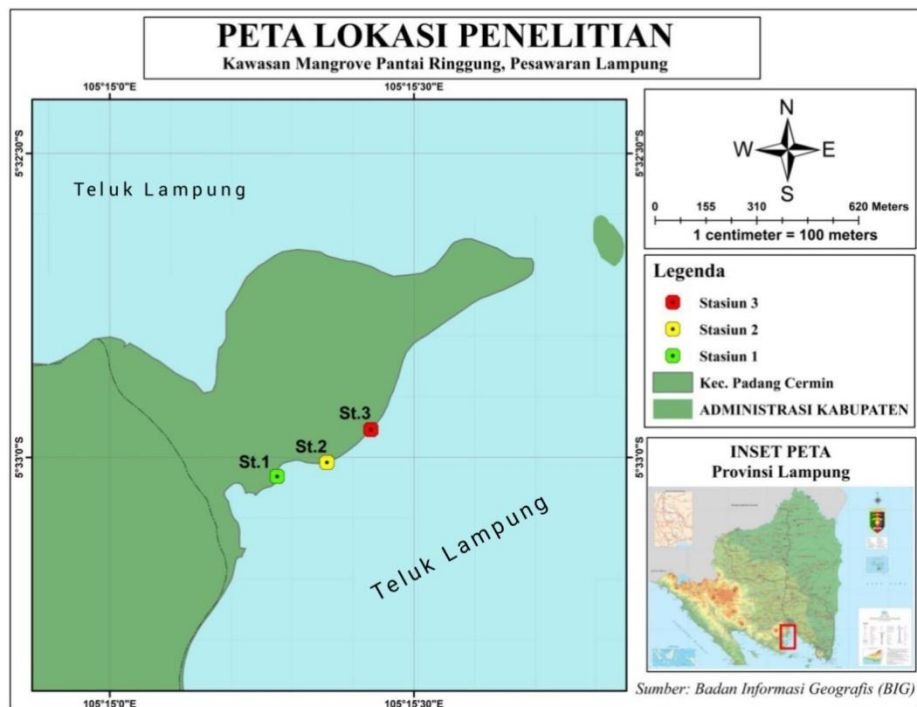 PETA LOKASI PENELITIAN
Kawasan Mangrove Pantai Ringgung, Pesawaran Lampung
105°15'0"E
105°15'30"E
5°32'30"S
5°32'30"S
Teluk Lampung
St.3
St.2
St.1
5°33'0"S
5°33'0"S
Teluk Lampung
105°15'0"E
105°15'30"E
N
W
E
S
0 155 310 620 Meters
1 centimeter = 100 meters
Legenda
Stasiun 3
Stasiun 2
Stasiun 1
Kec. Padang Cermin
ADMINISTRASI KABUPATEN
INSET PETA
Provinsi Lampung
Sumber: Badan Informasi Geografis (BIG)